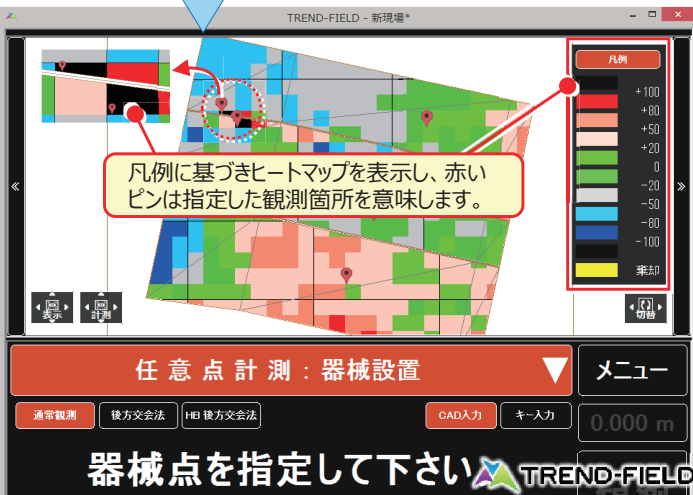 TREND-FIELD - 新現場*
凡例
+100
+80
+50
+20
0
-20
-50
-80
-100
棄却
凡例に基づきヒートマップを表示し、赤い
ピンは指定した観測箇所を意味します。
«
»
表示
計測
切替
任意点計測:器械設置
メニュー
通常観測
後方交会法
HB 後方交会法
CAD入力
キー入力
0.000 m
器械点を指定して下さい
TREND-FIELD